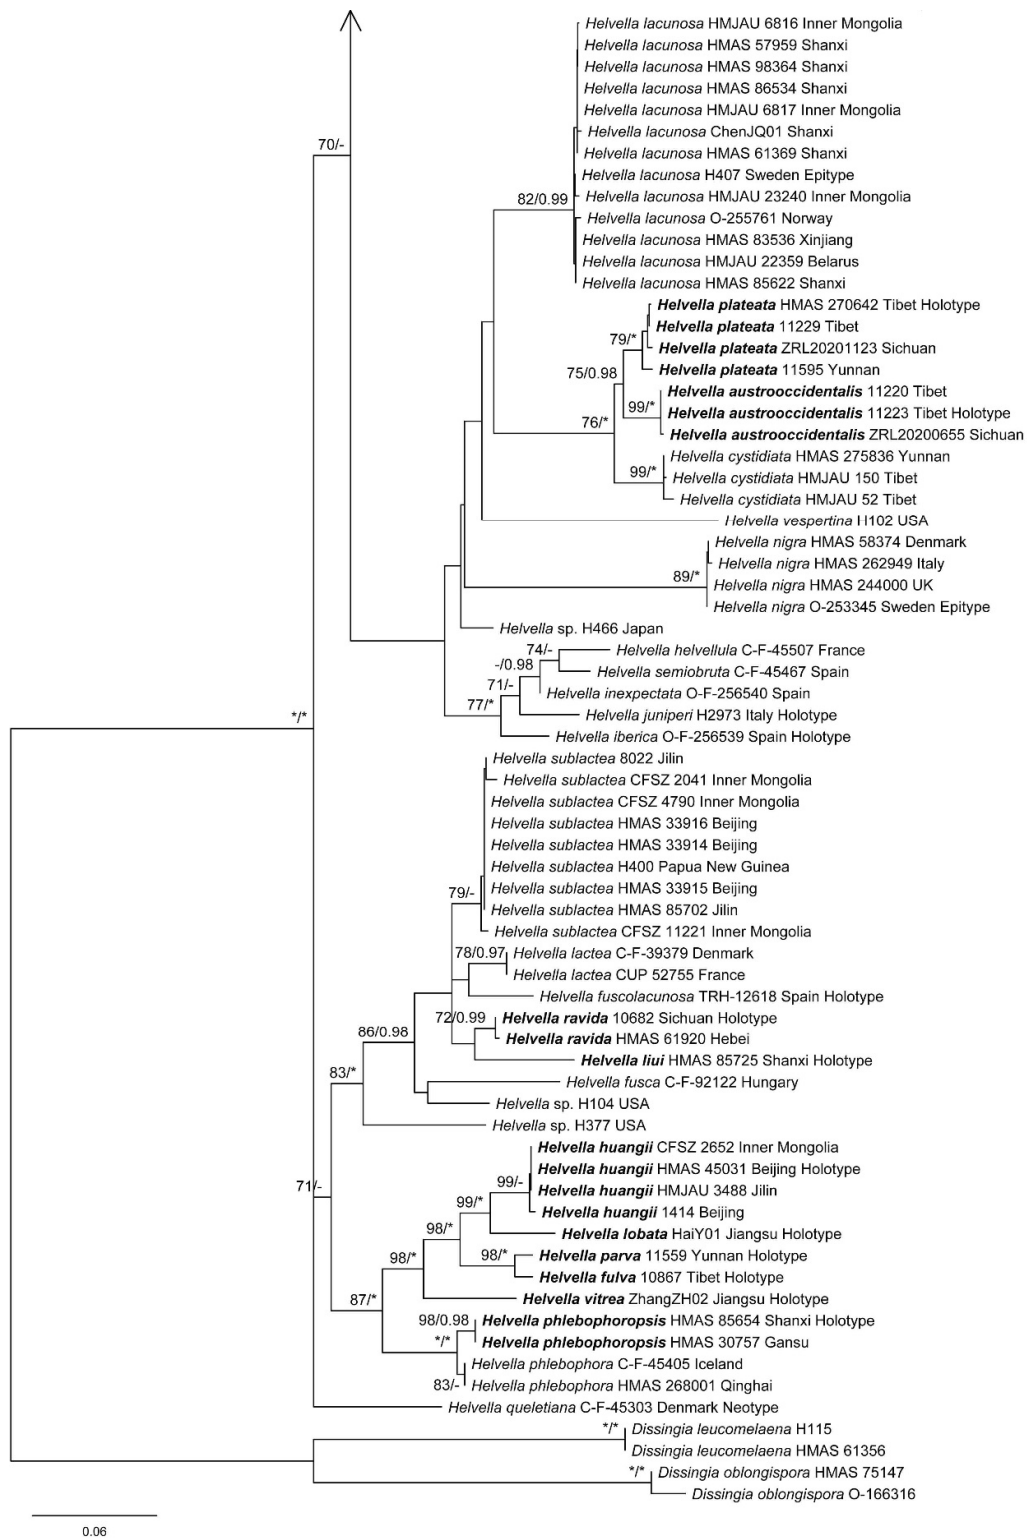 Helvella lacunosa HMJAU 6816 Inner Mongolia
Helvella lacunosa HMAS 57959 Shanxi
Helvella lacunosa HMAS 98364 Shanxi
Helvella lacunosa HMAS 86534 Shanxi
Helvella lacunosa HMJAU 6817 Inner Mongolia
Helvella lacunosa ChenJQ01 Shanxi
70/-
Helvella lacunosa HMAS 61369 Shanxi
Helvella lacunosa H407 Sweden Epitype
82/0.99
Helvella lacunosa HMJAU 23240 Inner Mongolia
Helvella lacunosa O-255761 Norway
Helvella lacunosa HMAS 83536 Xinjiang
Helvella lacunosa HMJAU 22359 Belarus
Helvella lacunosa HMAS 85622 Shanxi
Helvella plateata HMAS 270642 Tibet Holotype
Helvella plateata 11229 Tibet
79/*
Helvella plateata ZRL20201123 Sichuan
75/0.98
Helvella plateata 11595 Yunnan
Helvella austrooccidentalis 11220 Tibet
99/*
Helvella austrooccidentalis 11223 Tibet Holotype
76/*
Helvella austrooccidentalis ZRL20200655 Sichuan
Helvella cystidiata HMAS 275836 Yunnan
99/*
Helvella cystidiata HMJAU 150 Tibet
Helvella cystidiata HMJAU 52 Tibet
Helvella vespertina H102 USA
Helvella nigra HMAS 58374 Denmark
Helvella nigra HMAS 262949 Italy
89/*
Helvella nigra HMAS 244000 UK
Helvella nigra O-253345 Sweden Epitype
Helvella sp. H466 Japan
74/-
Helvella helvellula C-F-45507 France
-/0.98
Helvella semiobruta C-F-45467 Spain
71/-
Helvella inexpectata O-F-256540 Spain
77/*
Helvella juniperi H2973 Italy Holotype
*/*
Helvella iberica O-F-256539 Spain Holotype
Helvella sublactea 8022 Jilin
Helvella sublactea CFSZ 2041 Inner Mongolia
Helvella sublactea CFSZ 4790 Inner Mongolia
Helvella sublactea HMAS 33916 Beijing
Helvella sublactea HMAS 33914 Beijing
Helvella sublactea H400 Papua New Guinea
79/-
Helvella sublactea HMAS 33915 Beijing
Helvella sublactea HMAS 85702 Jilin
Helvella sublactea CFSZ 11221 Inner Mongolia
78/0.97
Helvella lactea C-F-39379 Denmark
Helvella lactea CUP 52755 France
Helvella fuscolacunosa TRH-12618 Spain Holotype
72/0.99
Helvella ravida 10682 Sichuan Holotype
86/0.98
Helvella ravida HMAS 61920 Hebei
Helvella liui HMAS 85725 Shanxi Holotype
83/*
Helvella fusca C-F-92122 Hungary
Helvella sp. H104 USA
Helvella sp. H377 USA
Helvella huangii CFSZ 2652 Inner Mongolia
Helvella huangii HMAS 45031 Beijing Holotype
71/-
99/-
Helvella huangii HMJAU 3488 Jilin
99/*
Helvella huangii 1414 Beijing
98/*
Helvella lobata HaiY01 Jiangsu Holotype
98/*
98/*
Helvella parva 11559 Yunnan Holotype
Helvella fulva 10867 Tibet Holotype
87/*
Helvella vitrea ZhangZH02 Jiangsu Holotype
98/0.98
Helvella phlebophoropsis HMAS 85654 Shanxi Holotype
*/*
Helvella phlebophoropsis HMAS 30757 Gansu
Helvella phlebophora C-F-45405 Iceland
83/-
Helvella phlebophora HMAS 268001 Qinghai
Helvella queletiana C-F-45303 Denmark Neotype
*/*
Dissingia leucomelaena H115
Dissingia leucomelaena HMAS 61356
*/*
Dissingia oblongispora HMAS 75147
Dissingia oblongispora O-166316
0.06